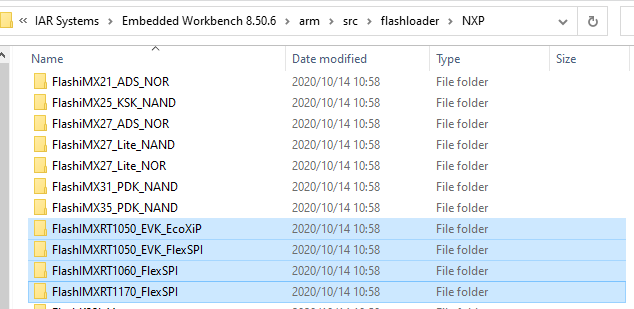 « IAR Systems › Embedded Workbench 8.50.6 › arm › src › flashloader › NXP
Name Date modified Type Size
FlashiMX21_ADS_NOR 2020/10/14 10:58 File folder
FlashiMX25_KSK_NAND 2020/10/14 10:58 File folder
FlashiMX27_ADS_NOR 2020/10/14 10:58 File folder
FlashiMX27_Lite_NAND 2020/10/14 10:58 File folder
FlashiMX27_Lite_NOR 2020/10/14 10:58 File folder
FlashiMX31_PDK_NAND 2020/10/14 10:58 File folder
FlashiMX35_PDK_NAND 2020/10/14 10:58 File folder
FlashIMXRT1050_EVK_EcoXiP 2020/10/14 10:58 File folder
FlashIMXRT1050_EVK_FlexSPI 2020/10/14 10:58 File folder
FlashIMXRT1060_FlexSPI 2020/10/14 10:58 File folder
FlashIMXRT1170_FlexSPI 2020/10/14 10:58 File folder